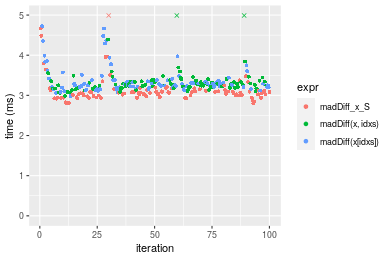 5
4
3
2
1
0
time (ms)
0
25
50
75
100
iteration
expr
madDiff_x_S
madDiff(x, idxs)
madDiff(x[idxs])